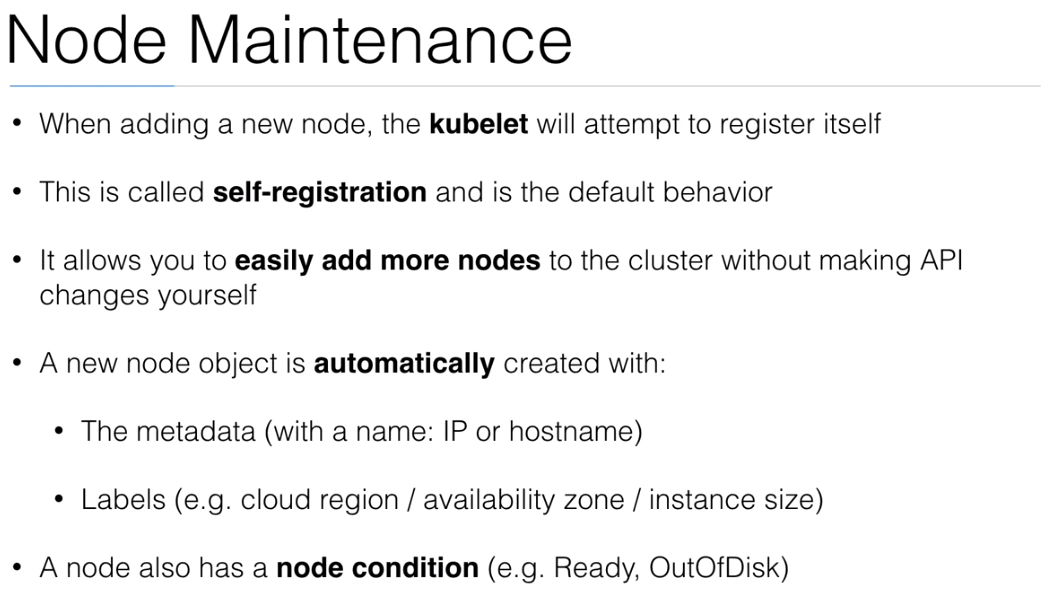 Node Maintenance
• When adding a new node, the kubelet will attempt to register itself
• This is called self-registration and is the default behavior
• It allows you to easily add more nodes to the cluster without making API
changes yourself
• A new node object is automatically created with:
• The metadata (with a name: IP or hostname)
• Labels (e.g. cloud region / availability zone / instance size)
• A node also has a node condition (e.g. Ready, OutOfDisk)